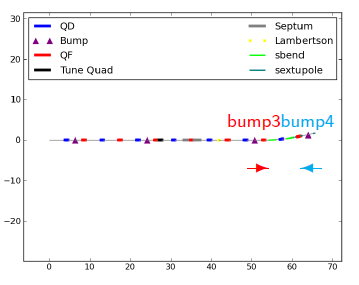 30
20
10
0
−10
−20
0 10 20 30 40 50 60 70
QD
Bump
QF
Tune Quad
Septum
Lambertson
sbend
sextupole
bump3 bump4